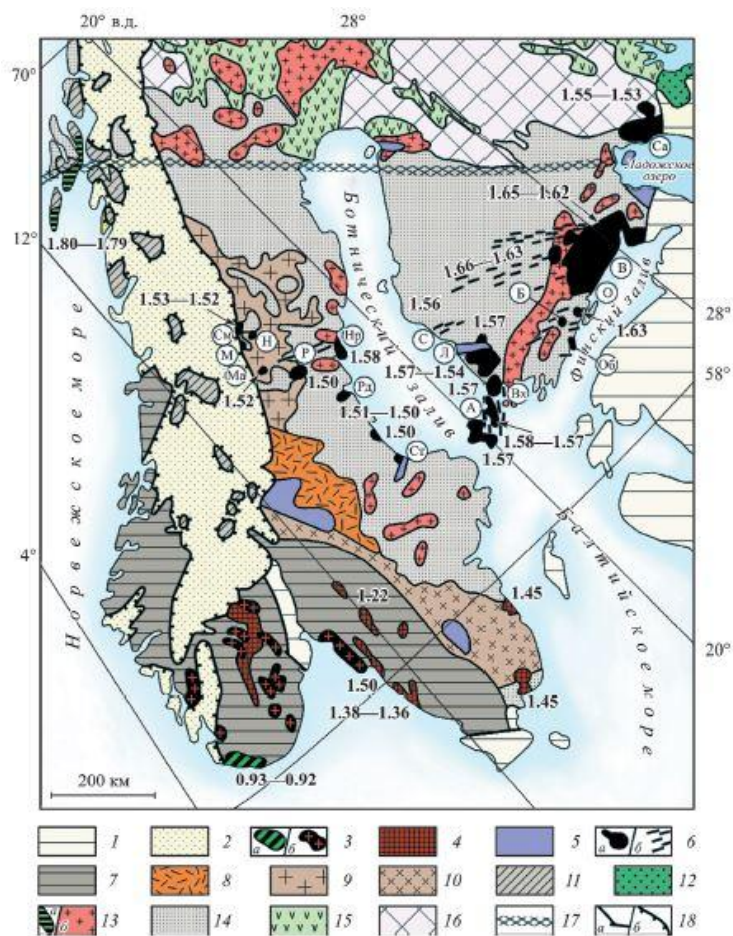 20° в.д.
28°
70°
1.55—1.53
Са
Ладожское
озеро
1.65—1.62
12°
1.80—1.79
Ботнический залив
1.66—1.63
В
Б
О
1.53—1.52
1.56
Финский залив
1.63
28°
См
Н
С
1.57
М
Р
Нр
1.58
Л
Об
58°
Ма
1.50
1.57—1.54
1.52
Рд
1.57
Вх
1.51—1.50
А
1.50
1.58—1.57
Ст
1.57
Норвежское море
Балтийское море
4°
1.22
1.45
20°
1.50
1.45
1.38—1.36
200 км
0.93—0.92
1
2
а
б
3
4
5
а
б
6
7
8
9
10
11
12
а
б
13
14
15
16
17
а
б
18